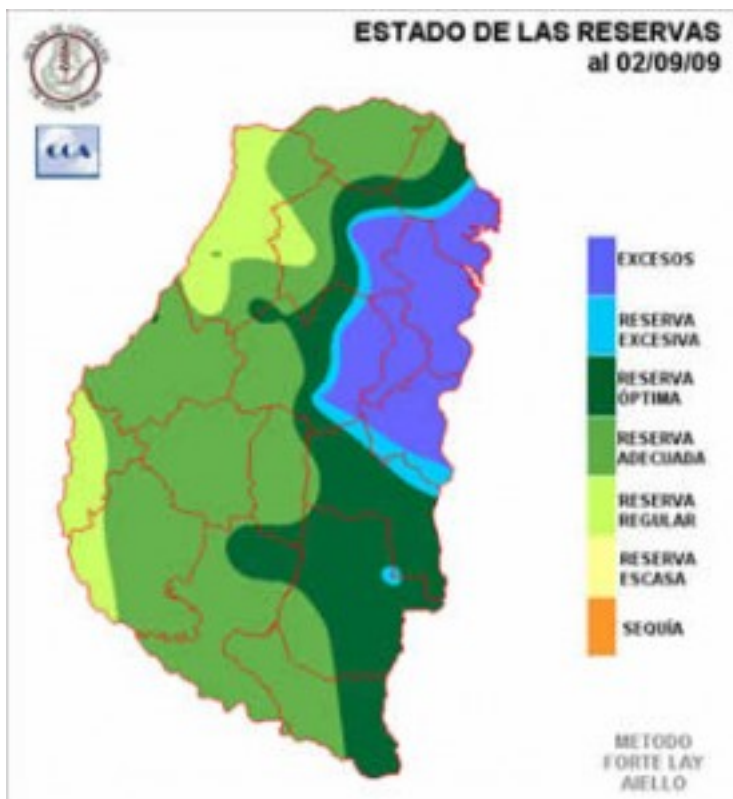 ESTADO DE LAS RESERVAS
al 02/09/09
CCA
EXCESOS
RESERVA
EXCESIVA
RESERVA
ÓPTIMA
RESERVA
ADECUADA
RESERVA
REGULAR
RESERVA
ESCASA
SEQUÍA
METODO
FORTE LAY
AIELLO